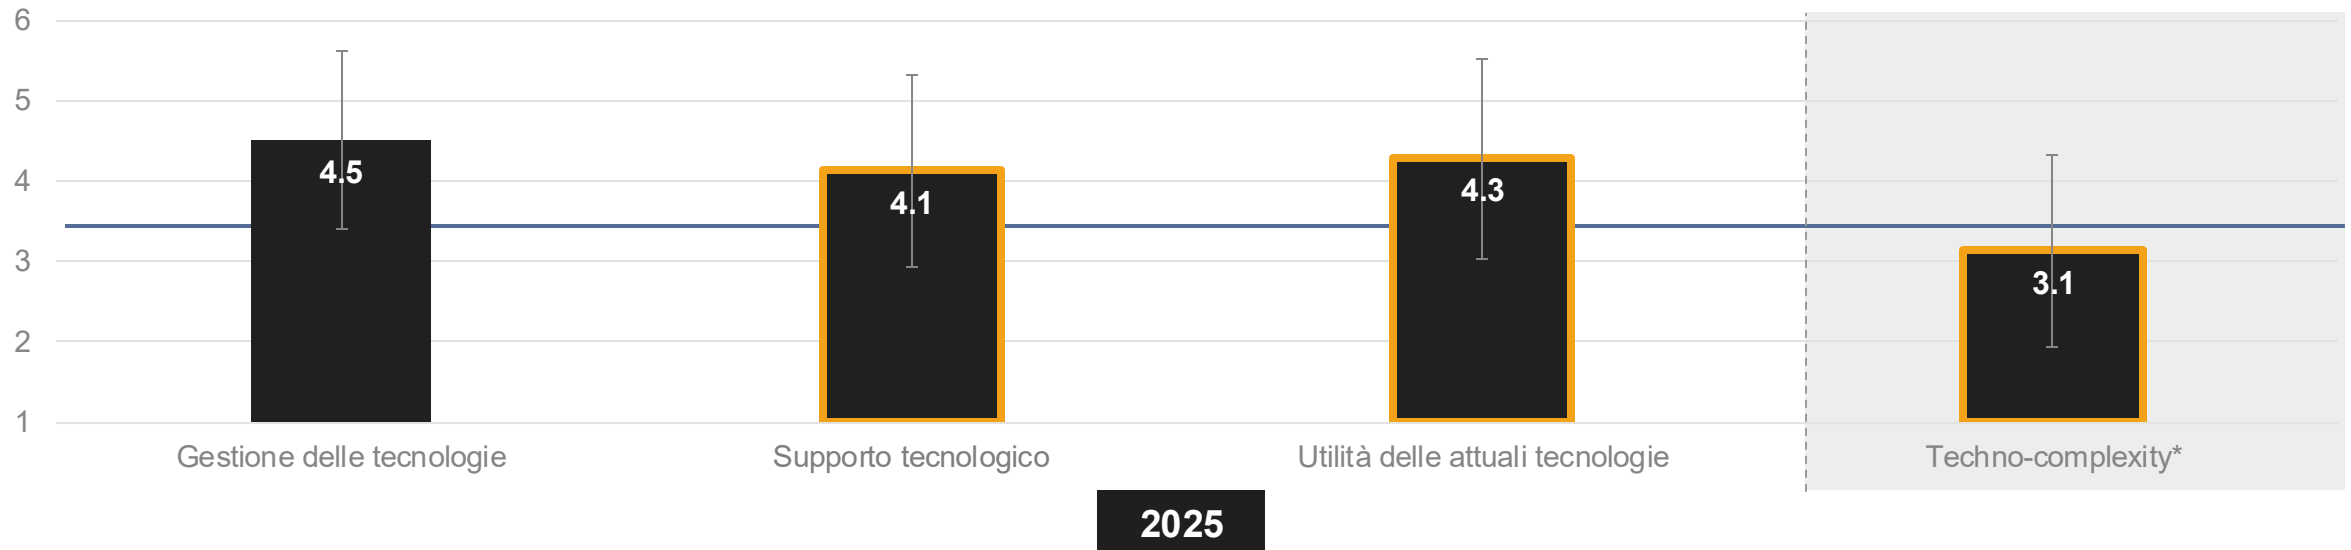 6
5
4
3
2
1
4.5
4.1
4.3
3.1
Gestione delle tecnologie
Supporto tecnologico
Utilità delle attuali tecnologie
Techno-complexity*
2025